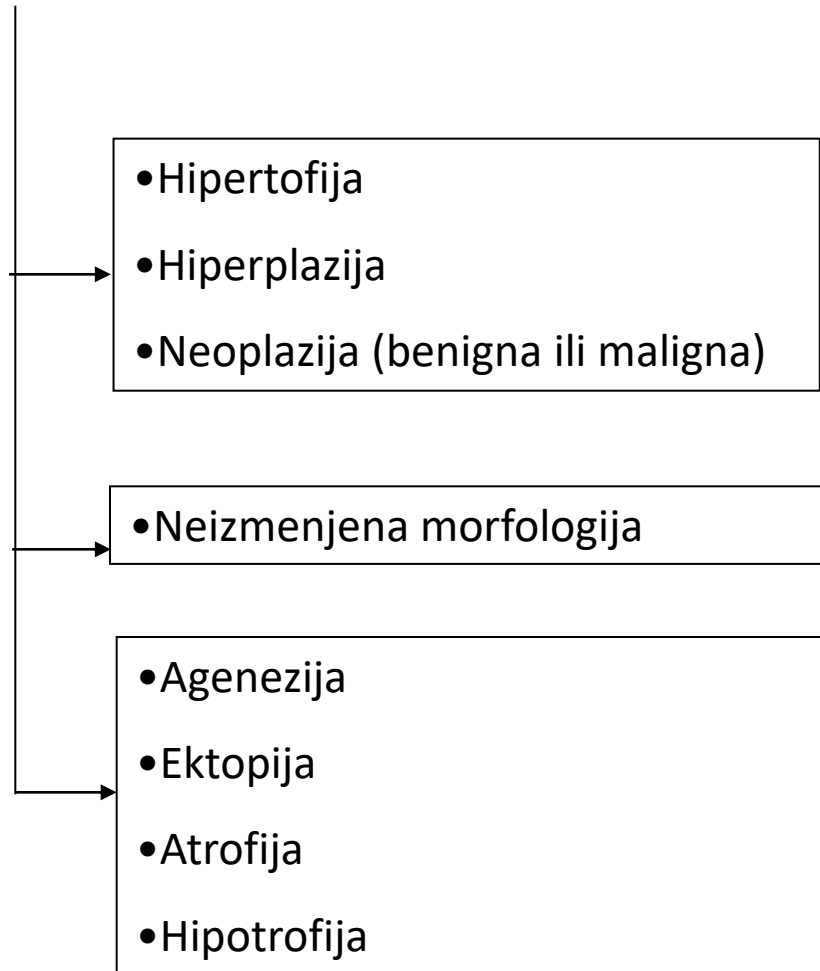 •Hipertofija
•Hiperplazija
•Neoplazija (benigna ili maligna)
•Neizmenjena morfologija
•Agenezija
•Ektopija
•Atrofija
•Hipotrofija